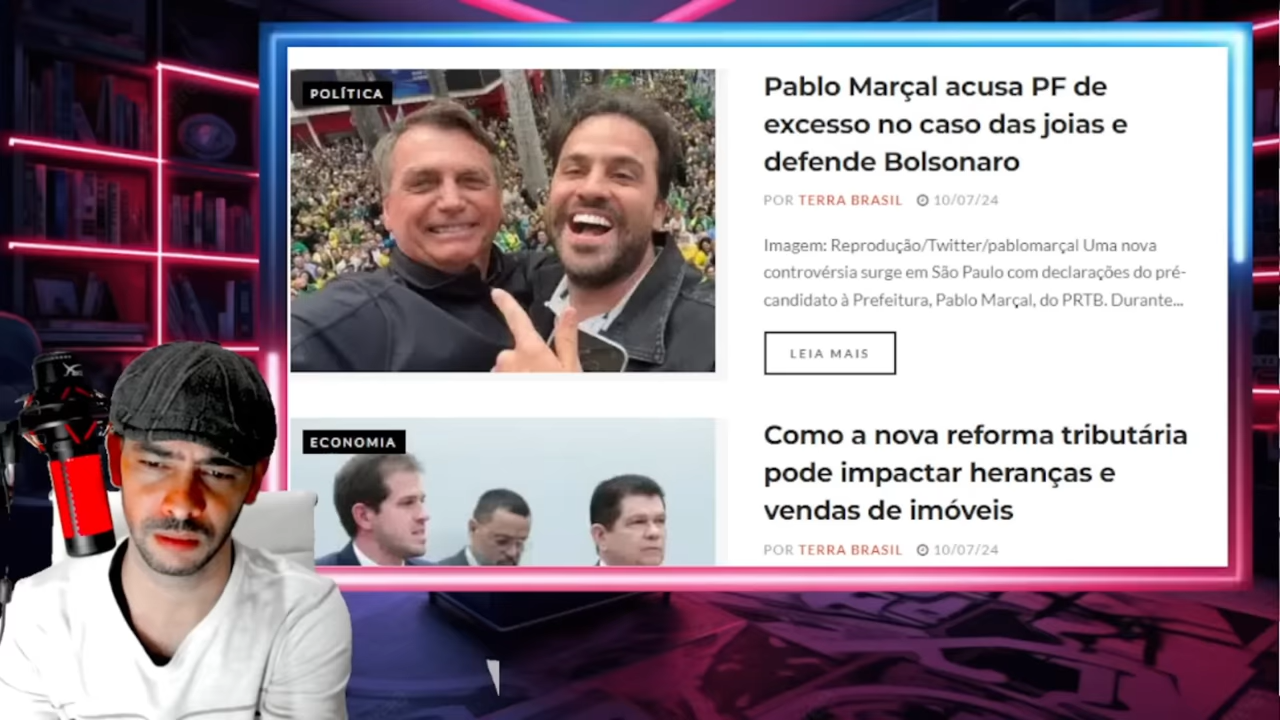 POLÍTICA
Pablo Marçal acusa PF de
excesso no caso das joias e
defende Bolsonaro
POR TERRA BRASIL 10/07/24
Imagem: Reprodução/Twitter/pablomarçal Uma nova
controvérsia surge em São Paulo com declarações do pré-
candidato à Prefeitura, Pablo Marçal, do PRTB. Durante...
LEIA MAIS
ECONOMIA
Como a nova reforma tributária
pode impactar heranças e
vendas de imóveis
POR TERRA BRASIL 10/07/24